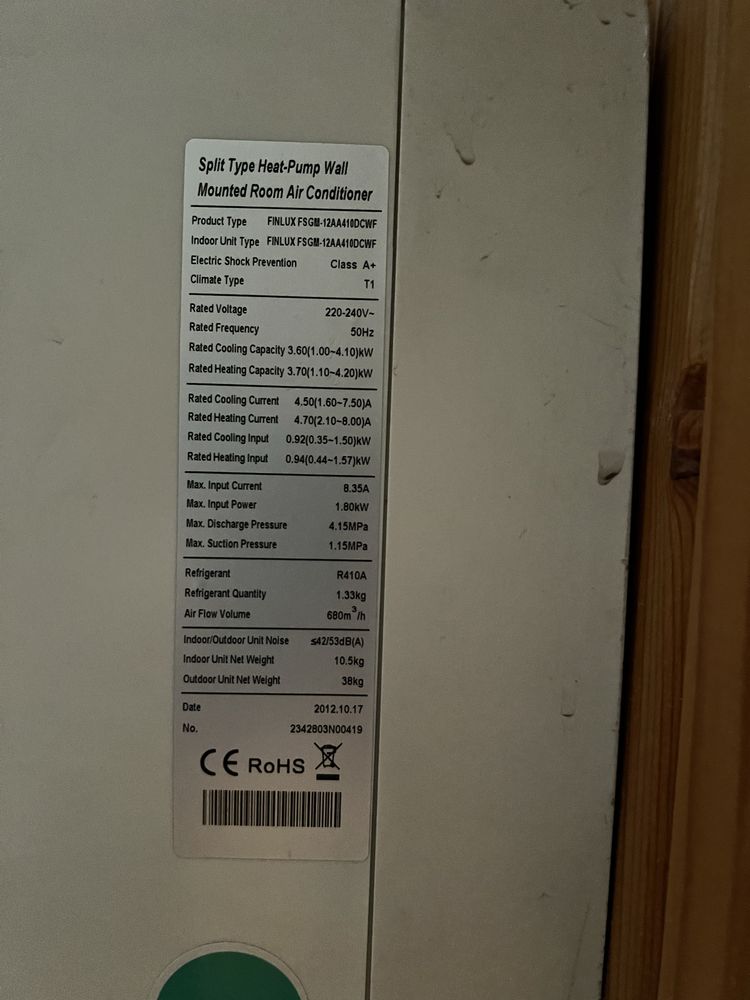 Split Type Heat-Pump Wall
Mounted Room Air Conditioner
Product Type FINLUX FSGM-12AA410DCWF
Indoor Unit Type FINLUX FSGM-12AA410DCWF
Electric Shock Prevention Class A+
Climate Type T1
Rated Voltage 220-240V~
Rated Frequency 50Hz
Rated Cooling Capacity 3.60(1.00~4.10)kW
Rated Heating Capacity 3.70(1.10~4.20)kW
Rated Cooling Current 4.50(1.60~7.50)A
Rated Heating Current 4.70(2.10~8.00)A
Rated Cooling Input 0.92(0.35~1.50)kW
Rated Heating Input 0.94(0.44~1.57)kW
Max. Input Current 8.35A
Max. Input Power 1.80kW
Max. Discharge Pressure 4.15MPa
Max. Suction Pressure 1.15MPa
Refrigerant R410A
Refrigerant Quantity 1.33kg
Air Flow Volume 680m³/h
Indoor/Outdoor Unit Noise ≤42/53dB(A)
Indoor Unit Net Weight 10.5kg
Outdoor Unit Net Weight 38kg
Date 2012.10.17
No. 2342803N00419
CE RoHS